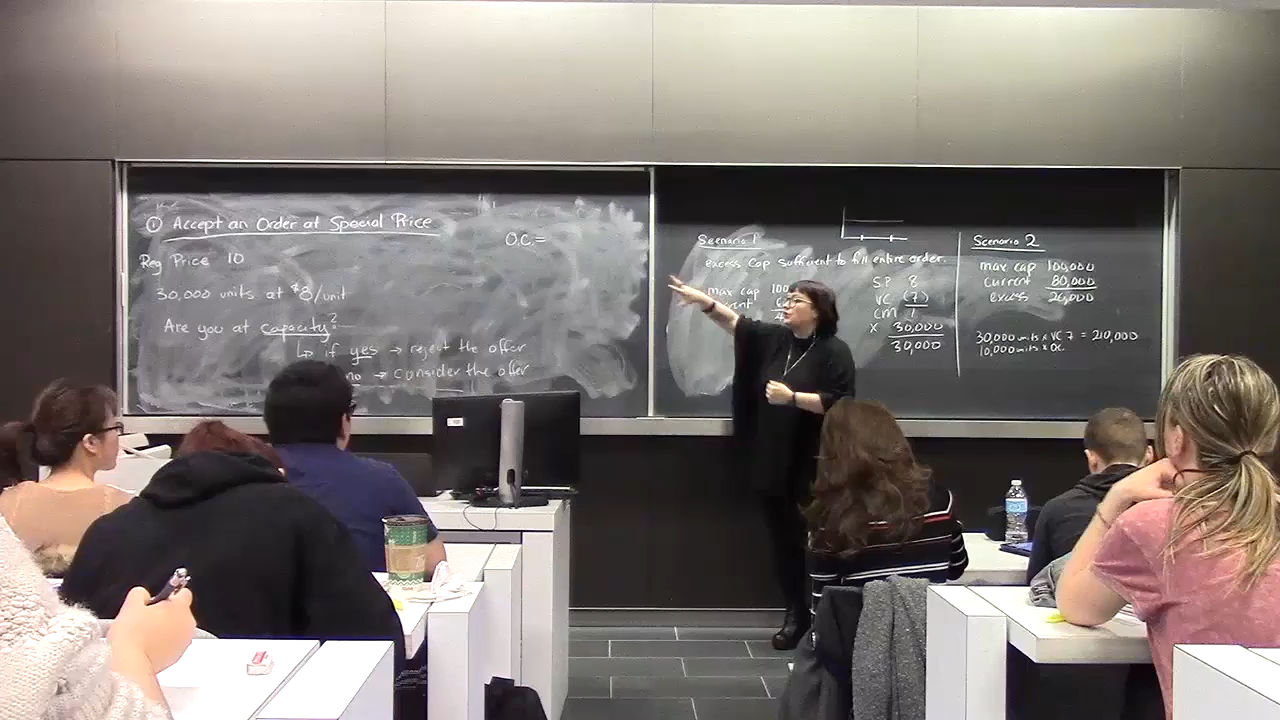 ① Accept an Order at Special Price
O.C.=
Reg Price 10
30,000 units at $8/unit
Are you at capacity?
↳ if yes → reject the offer
no → consider the offer
Scenario 1
excess cap sufficient to fill entire order.
max cap 100
SP 8
VC (7)
CM 1
X 30,000
30,000
Scenario 2
max cap 100,000
current 80,000
excess 20,000
30,000 units x VC 7 = 210,000
10,000 units x OC.